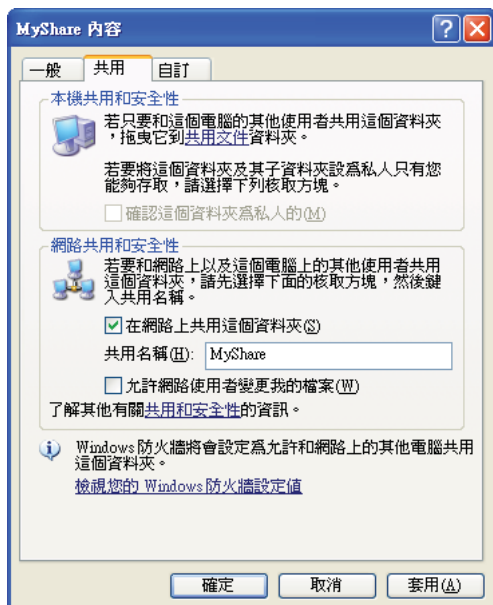 MyShare 內容
一般 共用 自訂
本機共用和安全性
若只要和這個電腦的其他使用者共用這個資料夾
，拖曳它到共用文件資料夾。
若要將這個資料夾及其子資料夾設為私人只有您
能夠存取，請選擇下列核取方塊。
確認這個資料夾為私人的(M)
網路共用和安全性
若要和網路上以及這個電腦上的其他使用者共用
這個資料夾，請先選擇下面的核取方塊，然後鍵
入共用名稱。
在網路上共用這個資料夾(S)
共用名稱(H): MyShare
允許網路使用者變更我的檔案(W)
了解其他有關共用和安全性的資訊。
Windows 防火牆將會設定為允許和網路上的其他電腦共用
這個資料夾。
檢視您的 Windows 防火牆設定值
確定 取消 套用(A)